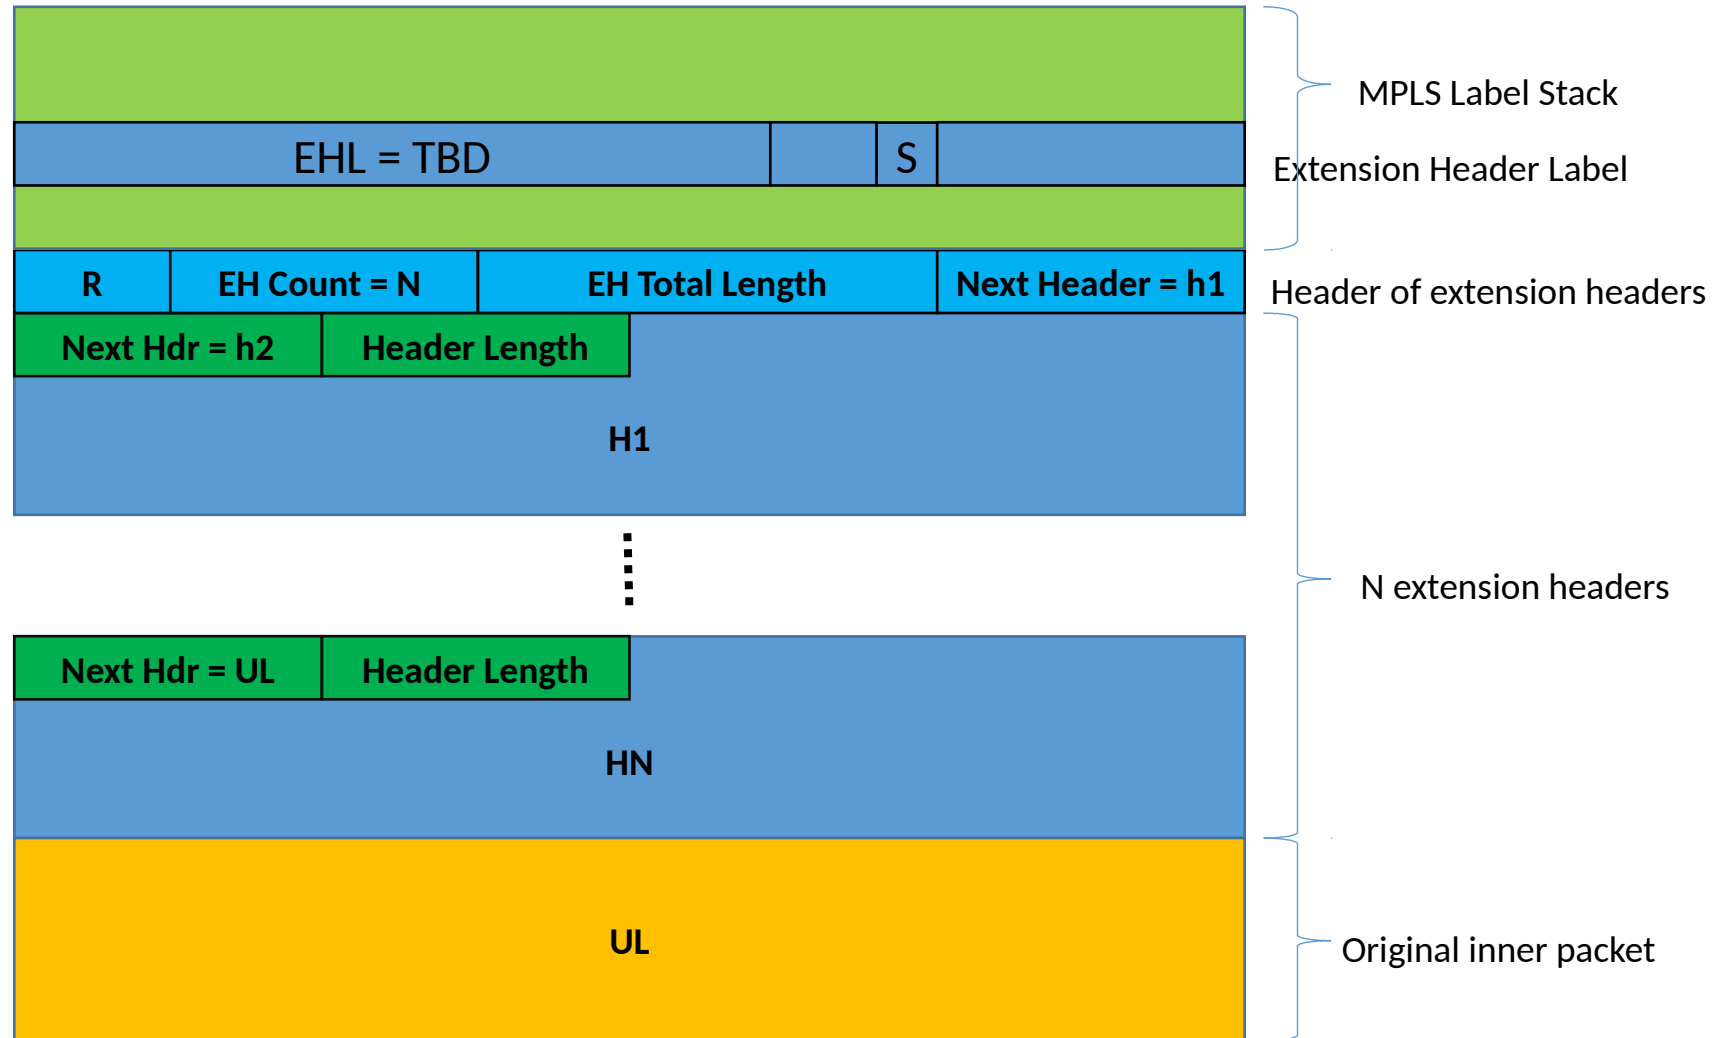 MPLS Label Stack
EHL = TBD S Extension Header Label
R EH Count = N EH Total Length Next Header = h1 Header of extension headers
Next Hdr = h2 Header Length
H1
N extension headers
Next Hdr = UL Header Length
HN
UL
Original inner packet